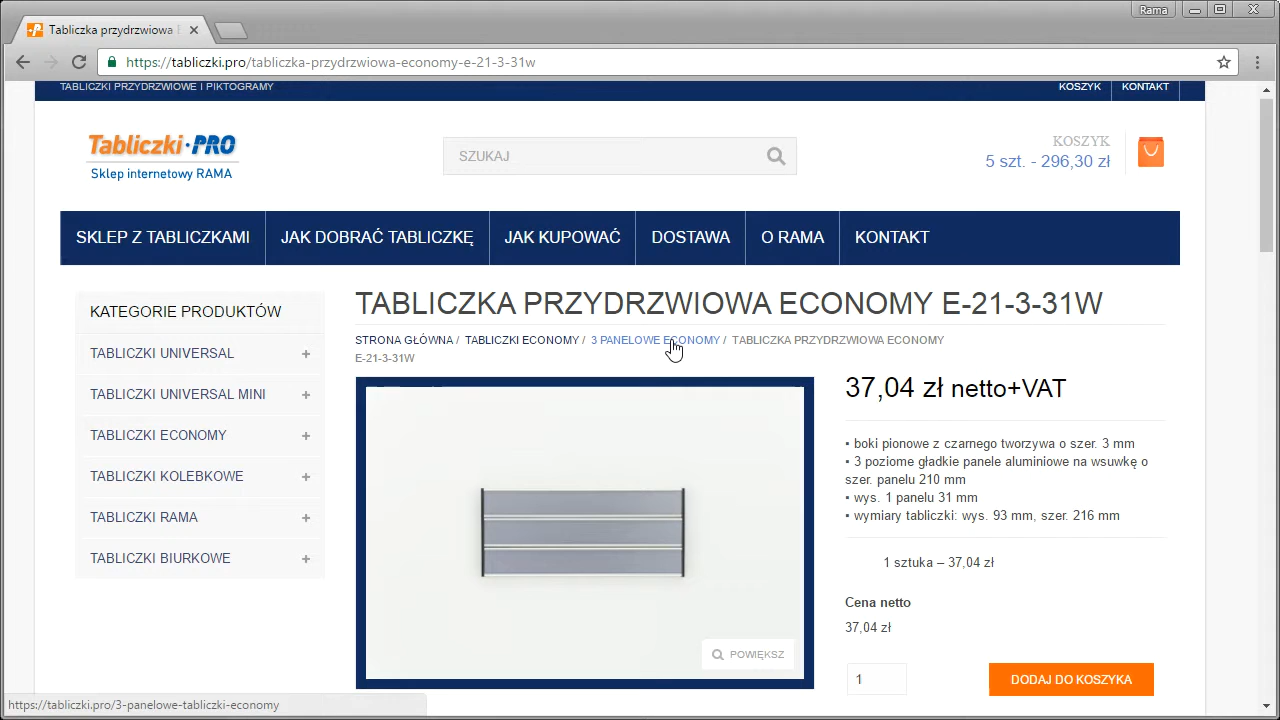 Rama
Tabliczka przydrzwiowa
https://tabliczki.pro/tabliczka-przydrzwiowa-economy-e-21-3-31w
TABLICZKI PRZYDRZWIOWE I PIKTOGRAMY
KOSZYK
KONTAKT
Tabliczki·PRO
Sklep internetowy RAMA
SZUKAJ
KOSZYK
5 szt. - 296,30 zł
SKLEP Z TABLICZKAMI
JAK DOBRAĆ TABLICZKĘ
JAK KUPOWAĆ
DOSTAWA
O RAMA
KONTAKT
KATEGORIE PRODUKTÓW
TABLICZKI UNIVERSAL +
TABLICZKI UNIVERSAL MINI +
TABLICZKI ECONOMY +
TABLICZKI KOLEBKOWE +
TABLICZKI RAMA +
TABLICZKI BIURKOWE +
TABLICZKA PRZYDRZWIOWA ECONOMY E-21-3-31W
STRONA GŁÓWNA / TABLICZKI ECONOMY / 3 PANELOWE ECONOMY / TABLICZKA PRZYDRZWIOWA ECONOMY
E-21-3-31W
POWIĘKSZ
37,04 zł netto+VAT
▪ boki pionowe z czarnego tworzywa o szer. 3 mm
▪ 3 poziome gładkie panele aluminiowe na wsuwkę o
szer. panelu 210 mm
▪ wys. 1 panelu 31 mm
▪ wymiary tabliczki: wys. 93 mm, szer. 216 mm
1 sztuka – 37,04 zł
Cena netto
37,04 zł
1
DODAJ DO KOSZYKA
https://tabliczki.pro/3-panelowe-tabliczki-economy